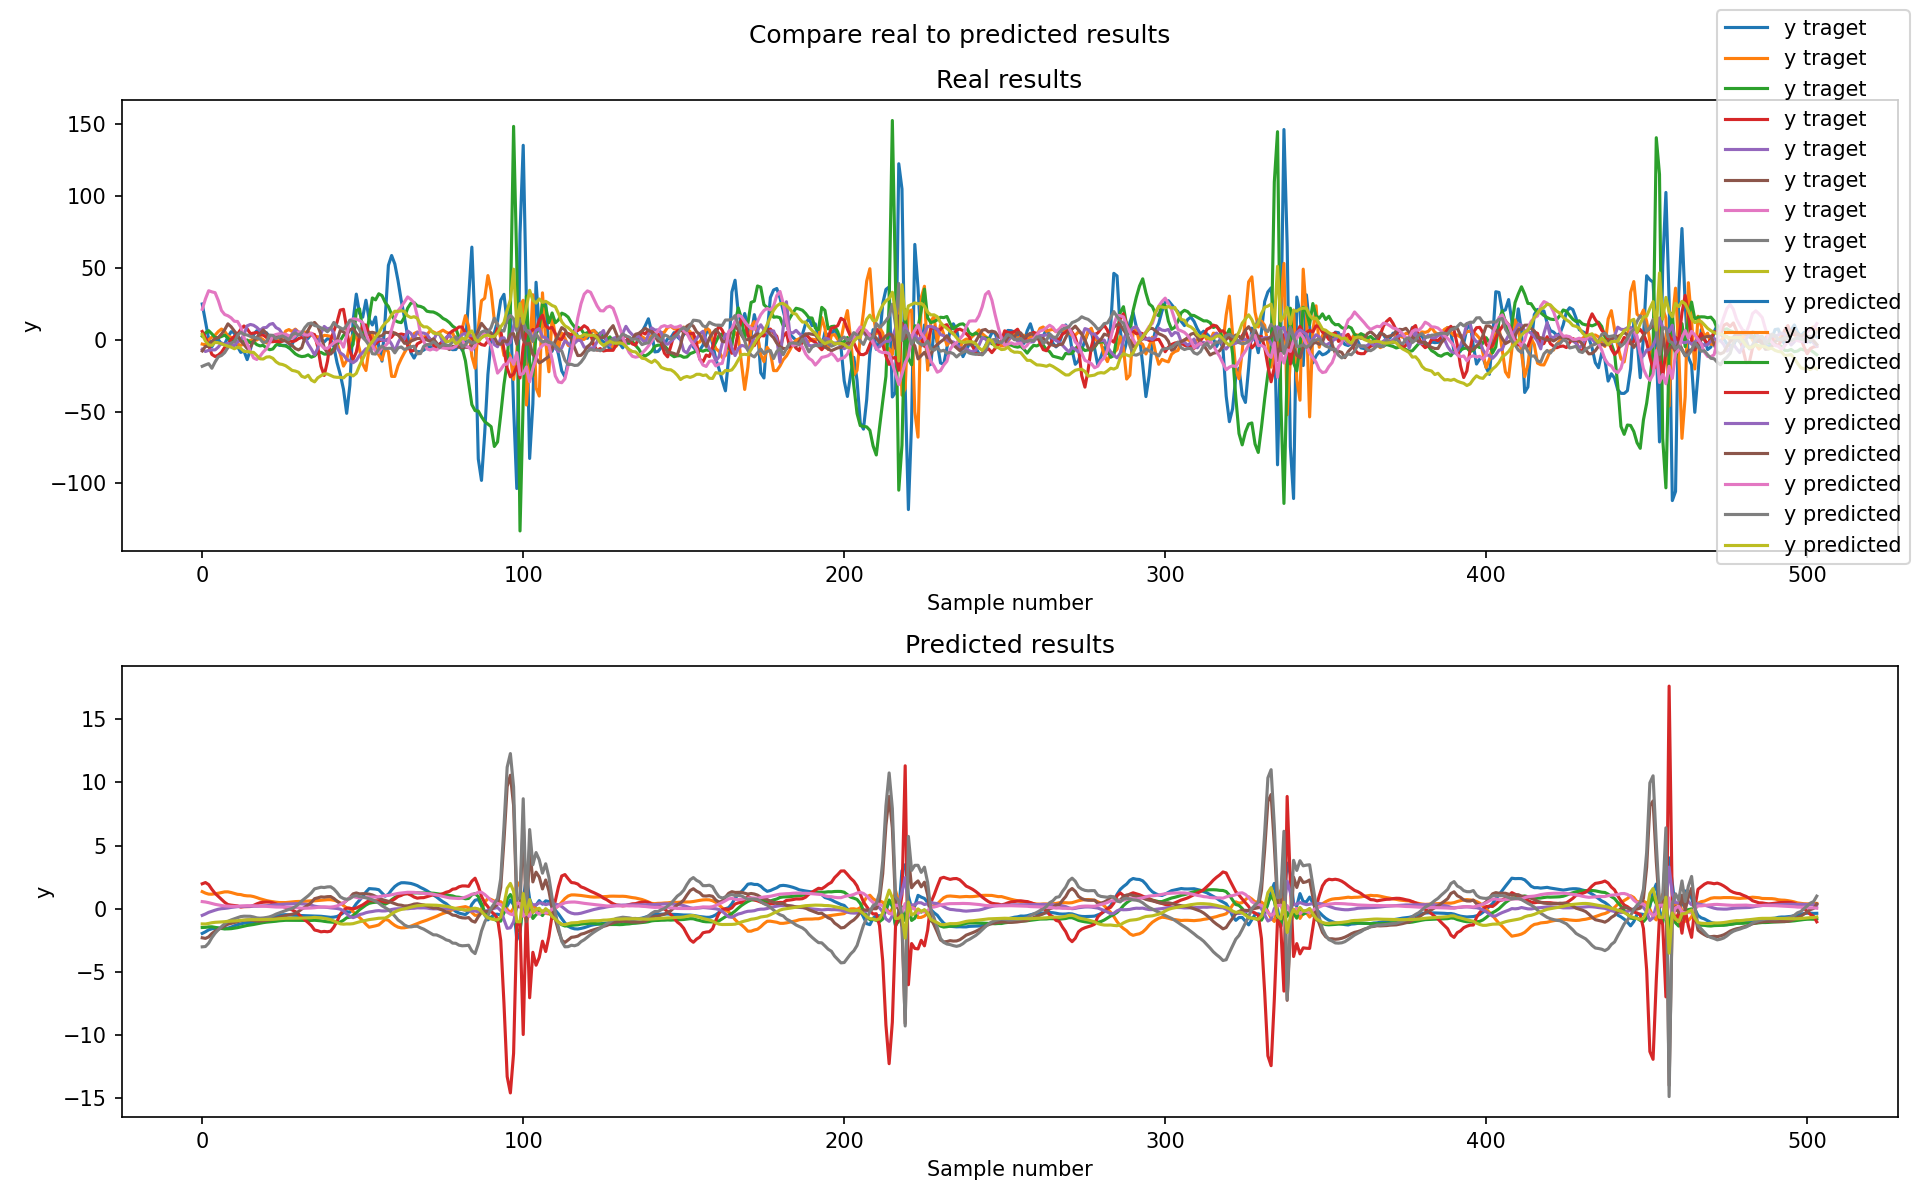 Compare real to predicted results
Real results
y traget
y traget
y traget
y traget
y traget
y traget
y traget
y traget
y traget
y predicted
y predicted
y predicted
y predicted
y predicted
y predicted
y predicted
y predicted
y predicted
150
100
50
0
−50
−100
y
0 100 200 300 400 500
Sample number
Predicted results
15
10
5
0
−5
−10
−15
y
0 100 200 300 400 500
Sample number